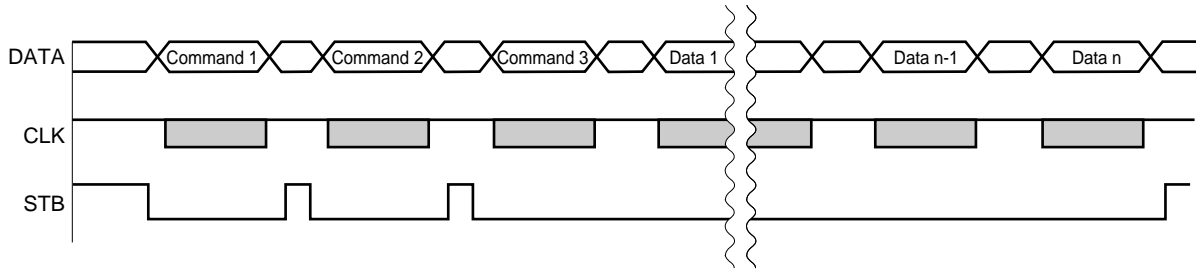 DATA Command 1 Command 2 Command 3 Data 1 Data n-1 Data n
CLK
STB